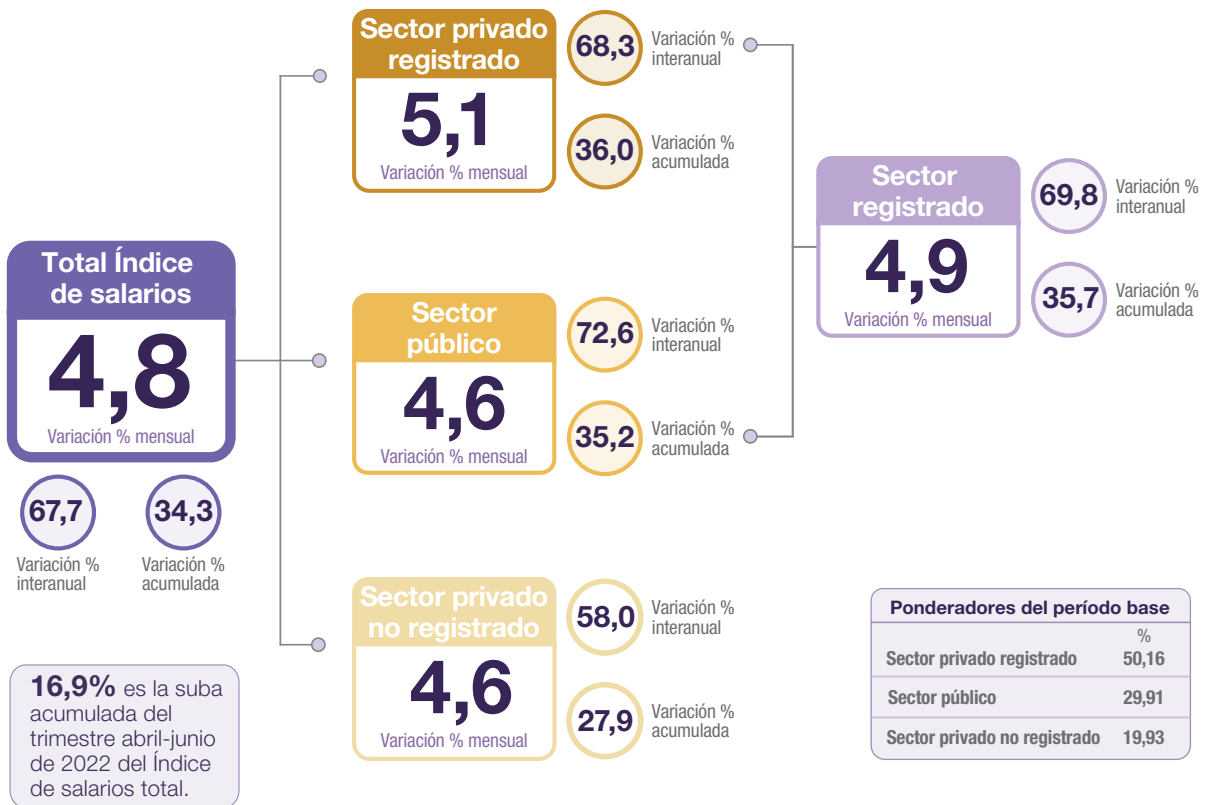 Total Índice
de salarios
4,8
Variación % mensual
67,7
Variación %
interanual
34,3
Variación %
acumulada
16,9% es la suba
acumulada del
trimestre abril-junio
de 2022 del Índice
de salarios total.
Sector privado
registrado
5,1
Variación % mensual
68,3
Variación %
interanual
36,0
Variación %
acumulada
Sector
público
4,6
Variación % mensual
72,6
Variación %
interanual
35,2
Variación %
acumulada
Sector privado
no registrado
4,6
Variación % mensual
58,0
Variación %
interanual
27,9
Variación %
acumulada
Sector
registrado
4,9
Variación % mensual
69,8
Variación %
interanual
35,7
Variación %
acumulada
Ponderadores del período base
%
Sector privado registrado 50,16
Sector público 29,91
Sector privado no registrado 19,93